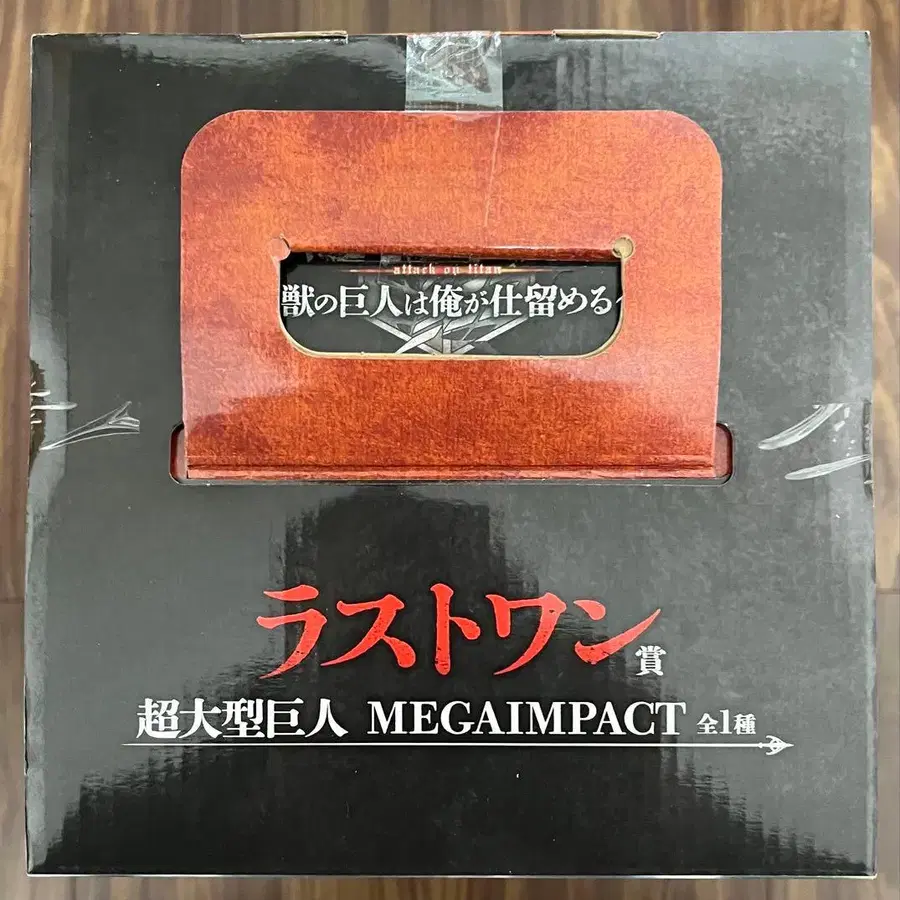 attack on titan
獣の巨人は俺が仕留める
ラストワン賞
超大型巨人 MEGAIMPACT 全1種